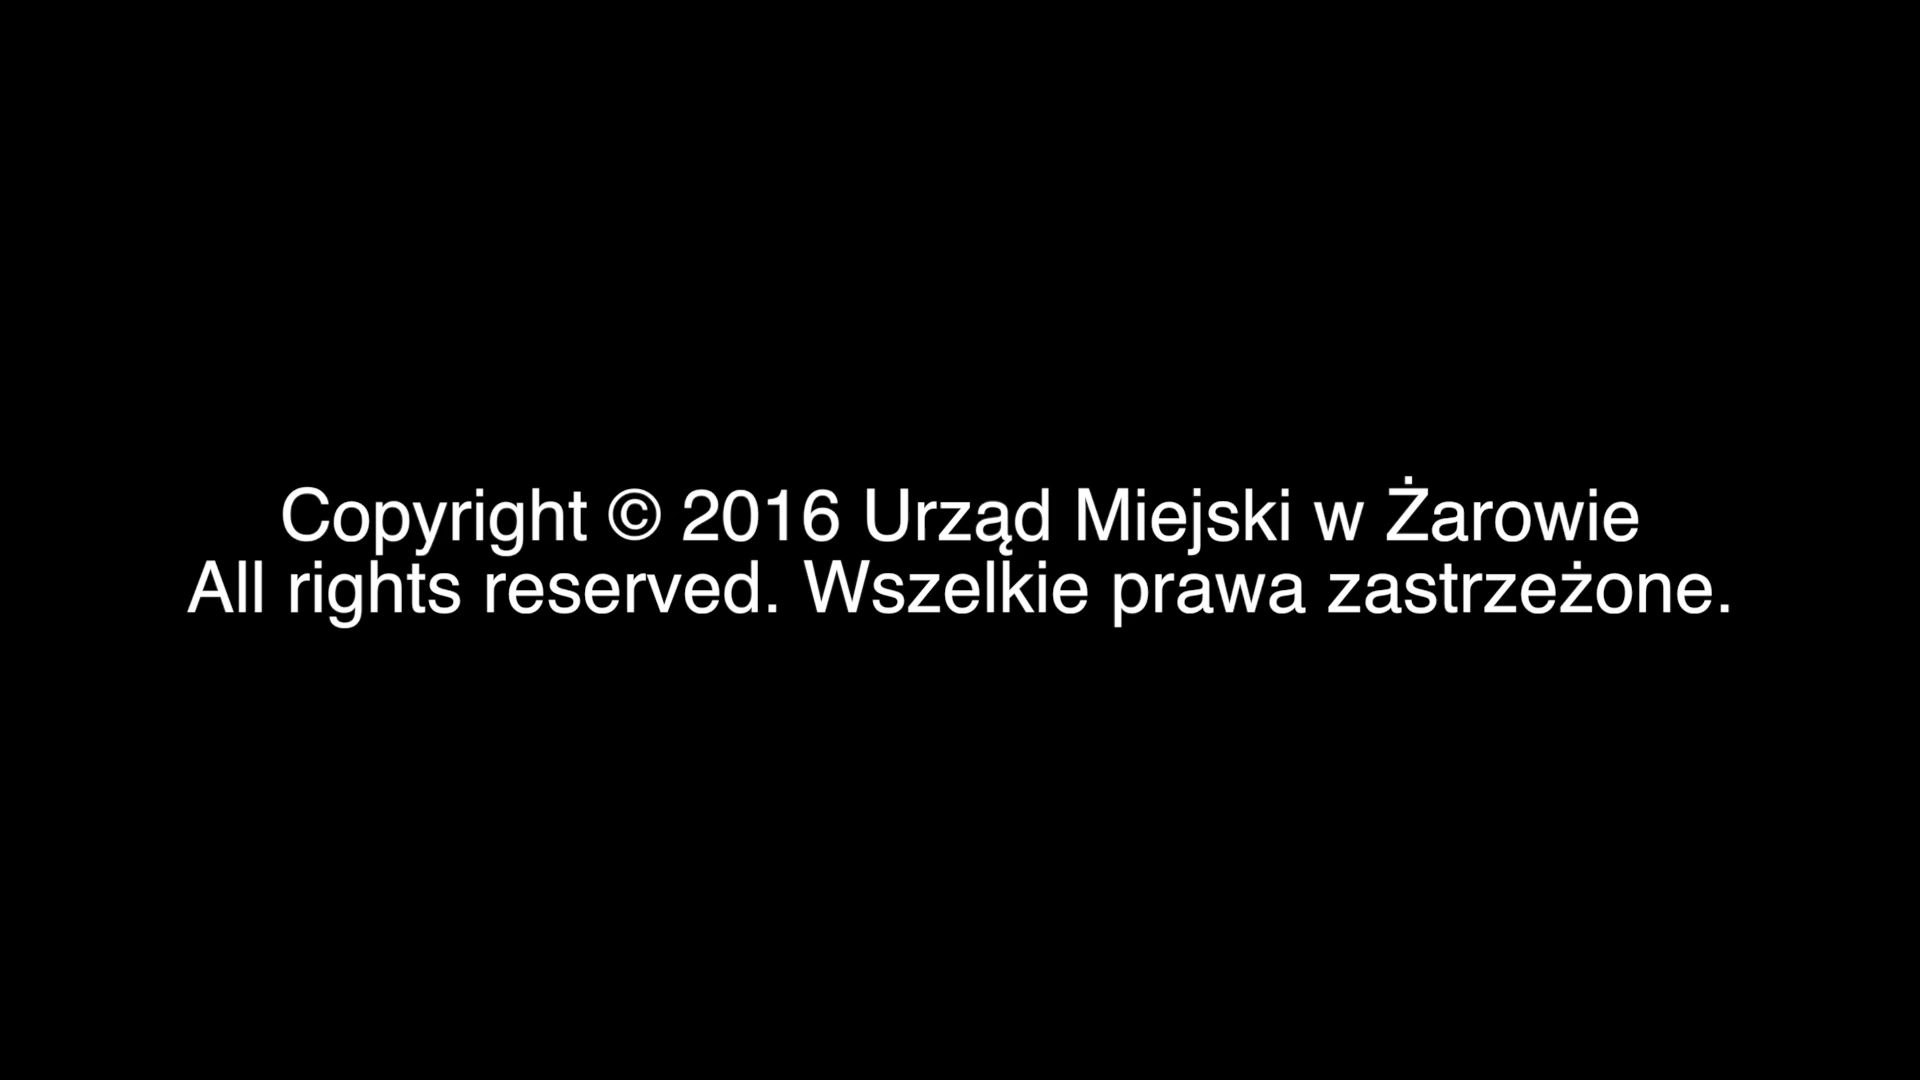 Copyright © 2016 Urząd Miejski w Żarowie
All rights reserved. Wszelkie prawa zastrzeżone.